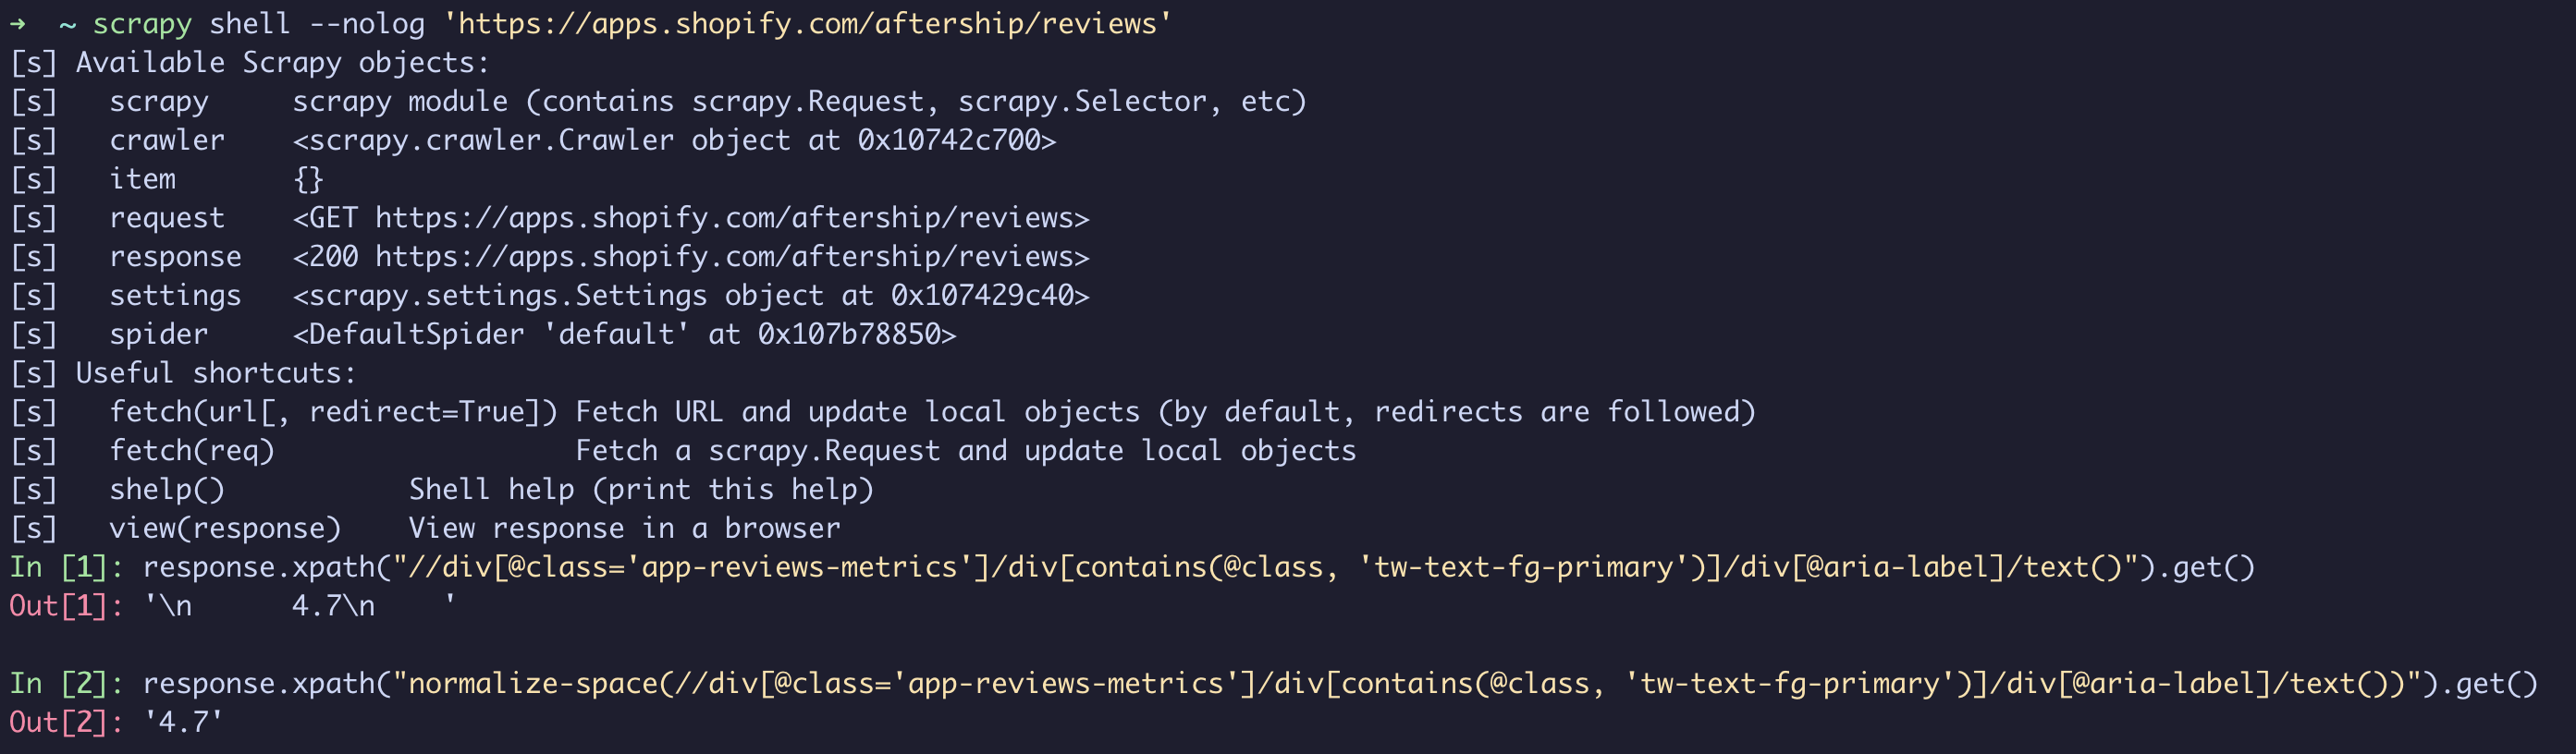 →  ~ scrapy shell --nolog 'https://apps.shopify.com/aftership/reviews'
[s] Available Scrapy objects:
[s]   scrapy     scrapy module (contains scrapy.Request, scrapy.Selector, etc)
[s]   crawler    <scrapy.crawler.Crawler object at 0x10742c700>
[s]   item       {}
[s]   request    <GET https://apps.shopify.com/aftership/reviews>
[s]   response   <200 https://apps.shopify.com/aftership/reviews>
[s]   settings   <scrapy.settings.Settings object at 0x107429c40>
[s]   spider     <DefaultSpider 'default' at 0x107b78850>
[s] Useful shortcuts:
[s]   fetch(url[, redirect=True]) Fetch URL and update local objects (by default, redirects are followed)
[s]   fetch(req)                  Fetch a scrapy.Request and update local objects
[s]   shelp()           Shell help (print this help)
[s]   view(response)    View response in a browser
In [1]: response.xpath("//div[@class='app-reviews-metrics']/div[contains(@class, 'tw-text-fg-primary')]/div[@aria-label]/text()").get()
Out[1]: '\n      4.7\n    '
In [2]: response.xpath("normalize-space(//div[@class='app-reviews-metrics']/div[contains(@class, 'tw-text-fg-primary')]/div[@aria-label]/text())").get()
Out[2]: '4.7'